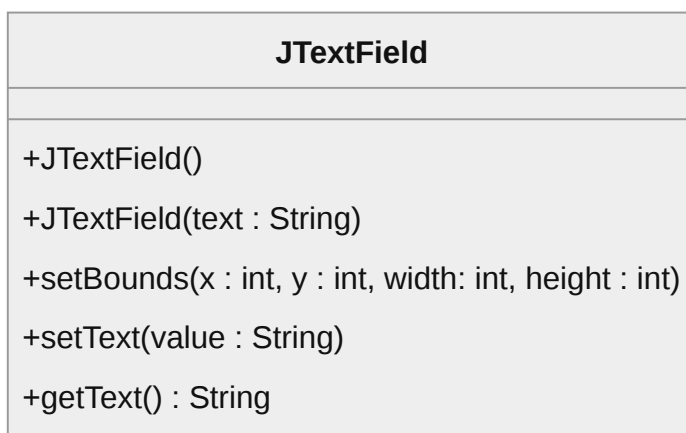 JTextField
+JTextField()
+JTextField(text : String)
+setBounds(x : int, y : int, width: int, height : int)
+setText(value : String)
+getText() : String